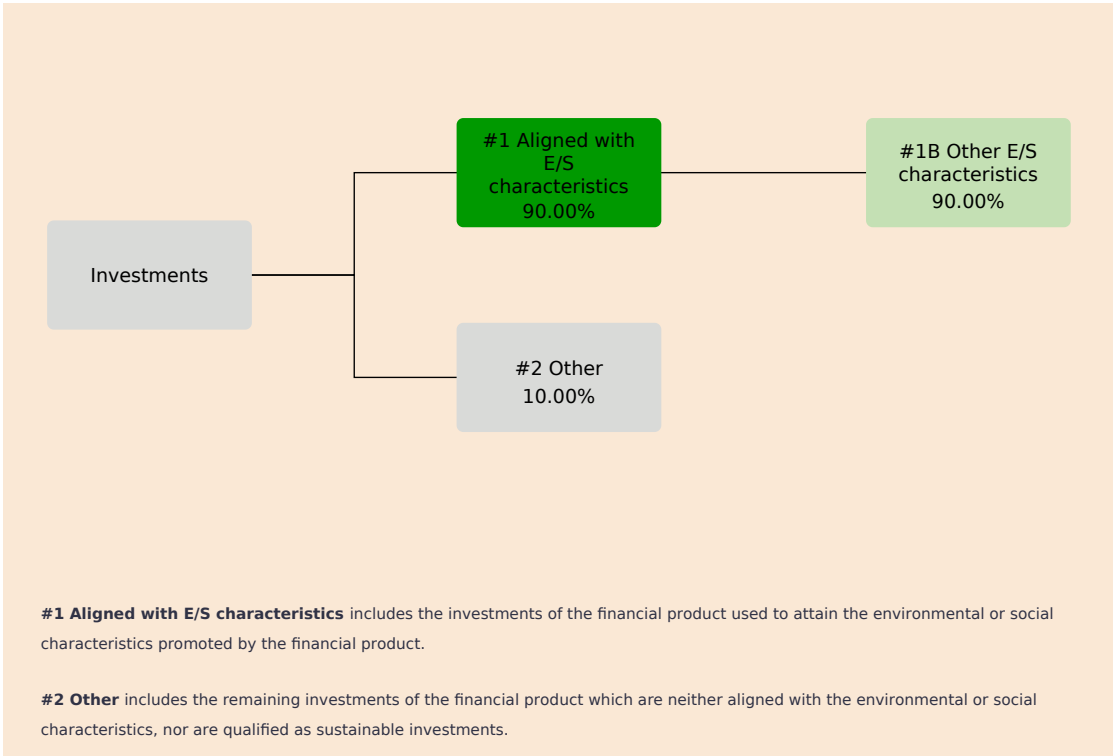 #1 Aligned with
E/S
characteristics
90.00%
#1B Other E/S
characteristics
90.00%
Investments
#2 Other
10.00%
#1 Aligned with E/S characteristics includes the investments of the financial product used to attain the environmental or social
characteristics promoted by the financial product.
#2 Other includes the remaining investments of the financial product which are neither aligned with the environmental or social
characteristics, nor are qualified as sustainable investments.